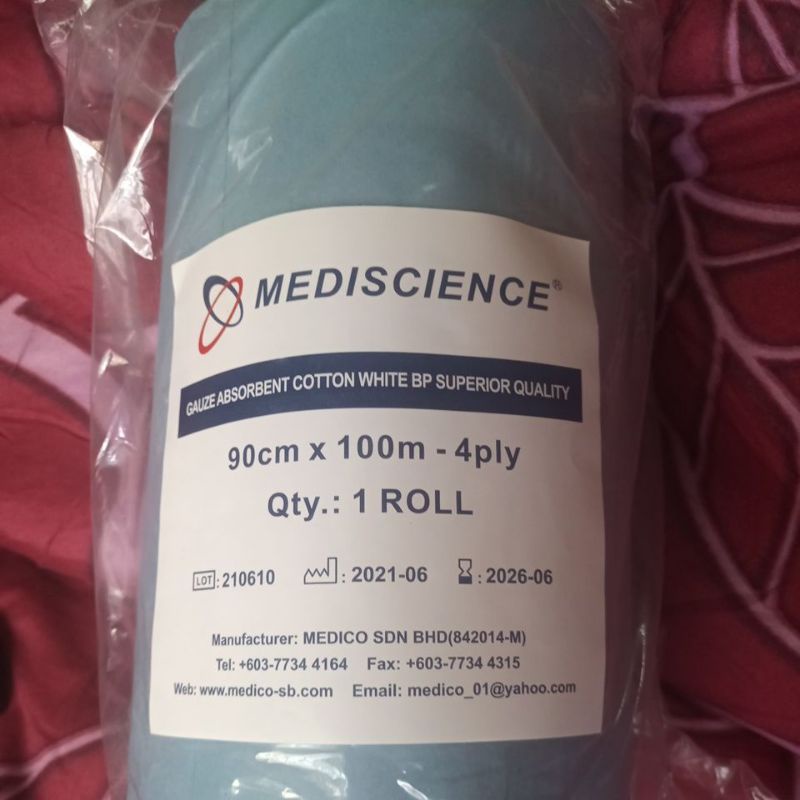 MEDISCIENCE®
GAUZE ABSORBENT COTTON WHITE BP SUPERIOR QUALITY
90cm x 100m - 4ply
Qty.: 1 ROLL
LOT : 210610 : 2021-06 : 2026-06
Manufacturer: MEDICO SDN BHD(842014-M)
Tel: +603-7734 4164 Fax: +603-7734 4315
Web: www.medico-sb.com Email: medico_01@yahoo.com